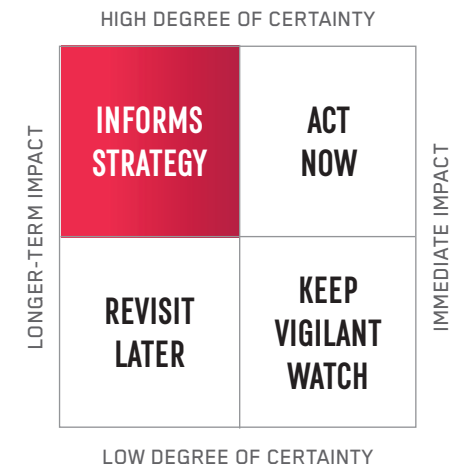 HIGH DEGREE OF CERTAINTY
LONGER-TERM IMPACT
INFORMS
STRATEGY
ACT
NOW
IMMEDIATE IMPACT
REVISIT
LATER
KEEP
VIGILANT
WATCH
LOW DEGREE OF CERTAINTY